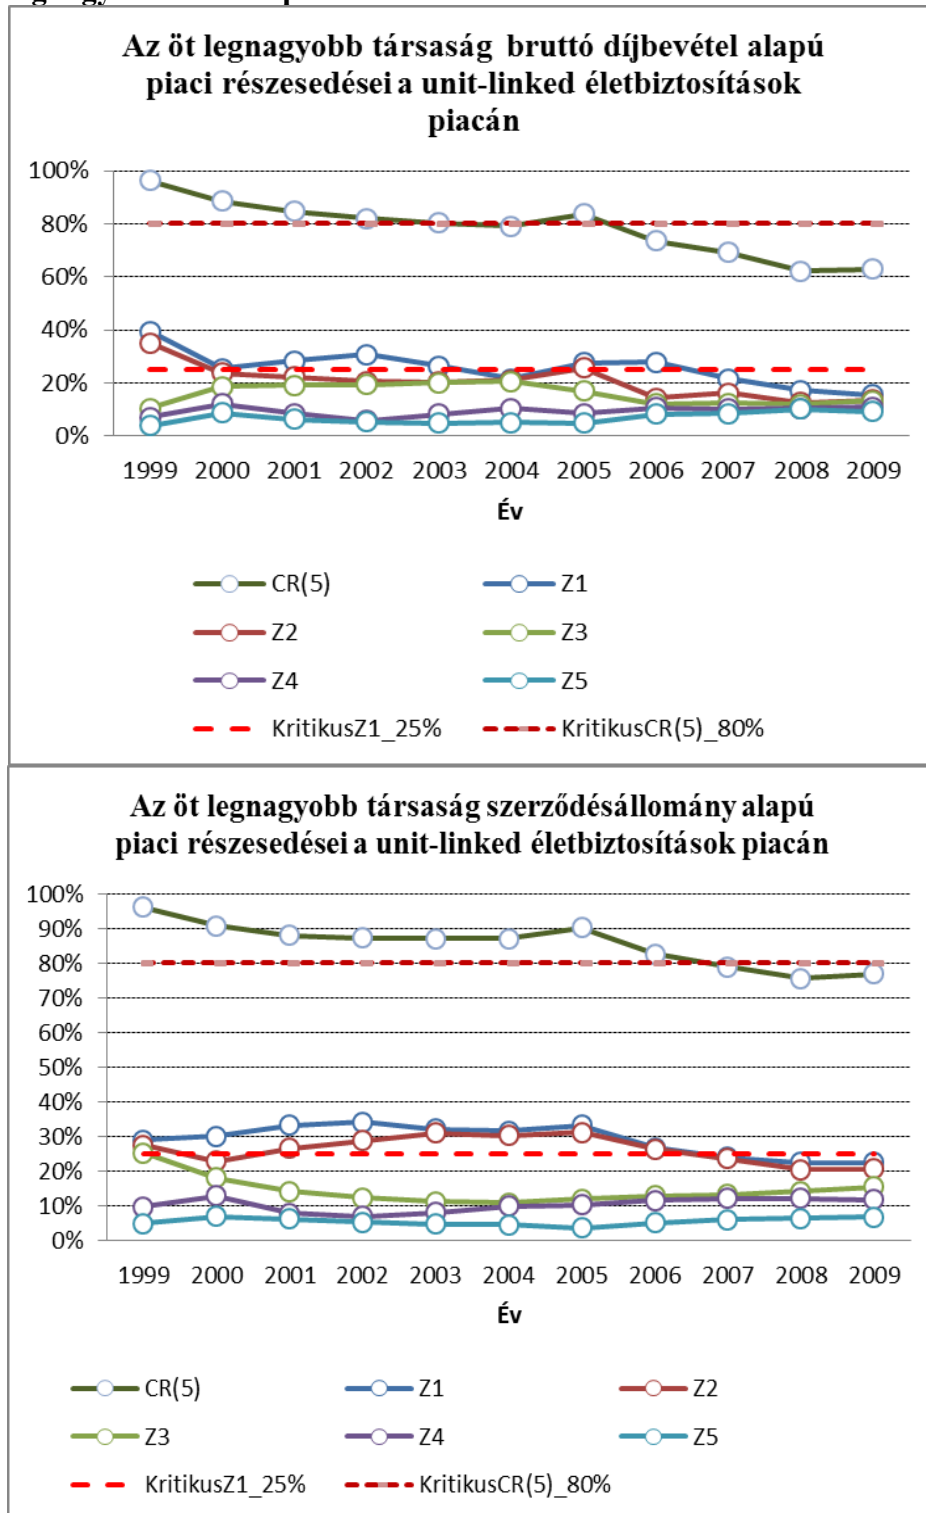 Az öt legnagyobb társaság bruttó díjbevétel alapú
piaci részesedései a unit-linked életbiztosítások
piacán
100%
80%
60%
40%
20%
0%
1999 2000 2001 2002 2003 2004 2005 2006 2007 2008 2009
Év
CR(5) Z1
Z2 Z3
Z4 Z5
KritikusZ1_25% KritikusCR(5)_80%
Az öt legnagyobb társaság szerződésállomány alapú
piaci részesedései a unit-linked életbiztosítások piacán
100%
90%
80%
70%
60%
50%
40%
30%
20%
10%
0%
1999 2000 2001 2002 2003 2004 2005 2006 2007 2008 2009
Év
CR(5) Z1 Z2
Z3 Z4 Z5
KritikusZ1_25% KritikusCR(5)_80%